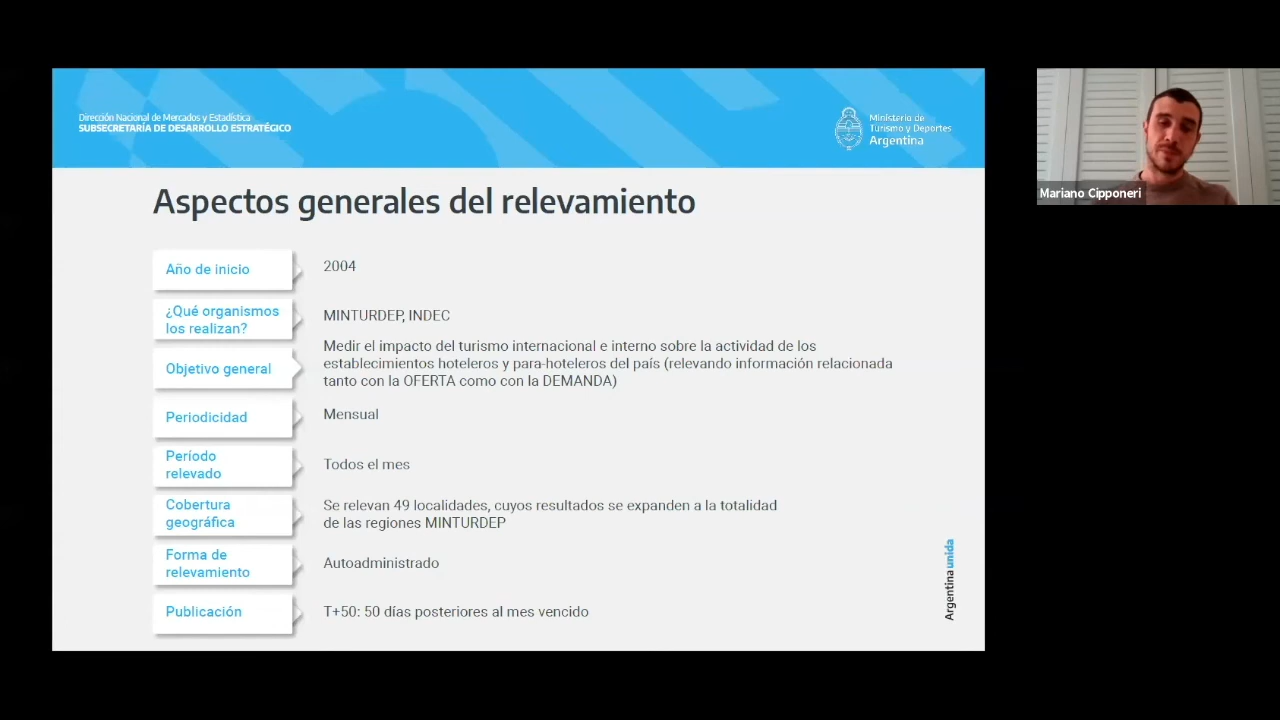 Dirección Nacional de Mercados y Estadística
SUBSECRETARÍA DE DESARROLLO ESTRATÉGICO
Ministerio de
Turismo y Deportes
Argentina
Mariano Cipponeri
Aspectos generales del relevamiento
Año de inicio
2004
¿Qué organismos
los realizan?
MINTURDEP, INDEC
Objetivo general
Medir el impacto del turismo internacional e interno sobre la actividad de los
establecimientos hoteleros y para-hoteleros del país (relevando información relacionada
tanto con la OFERTA como con la DEMANDA)
Periodicidad
Mensual
Período
relevado
Todos el mes
Cobertura
geográfica
Se relevan 49 localidades, cuyos resultados se expanden a la totalidad
de las regiones MINTURDEP
Forma de
relevamiento
Autoadministrado
Publicación
T+50: 50 días posteriores al mes vencido
Argentina unida